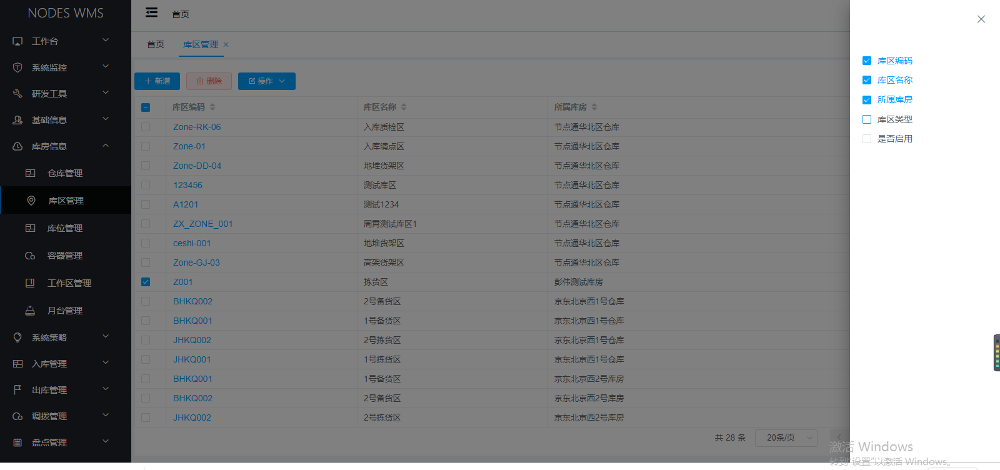 NODES WMS
工作台
系统监控
研发工具
基础信息
库房信息
仓库管理
库区管理
库位管理
容器管理
工作区管理
月台管理
系统策略
入库管理
出库管理
调拨管理
盘点管理
首页
首页 库区管理
新增 删除 操作
库区编码 库区名称 所属库房
Zone-RK-06 入库质检区 节点通华北区仓库
Zone-01 入库清点区 节点通华北区仓库
Zone-DD-04 地堆货架区 节点通华北区仓库
123456 测试库区 节点通华北区仓库
A1201 测试1234 节点通华北区仓库
ZX_ZONE_001 周霄测试库区1 节点通华北区仓库
ceshi-001 地堆货架区 节点通华北区仓库
Zone-GJ-03 高架货架区 节点通华北区仓库
Z001 拣货区 彭伟测试库房
BHKQ002 2号备货区 京东北京西1号仓库
BHKQ001 1号备货区 京东北京西1号仓库
JHKQ002 2号拣货区 京东北京西1号仓库
JHKQ001 1号拣货区 京东北京西1号仓库
BHKQ001 1号备货区 京东北京西2号库房
BHKQ002 2号备货区 京东北京西2号库房
JHKQ002 2号拣货区 京东北京西2号库房
共 28 条 20条/页
库区编码
库区名称
所属库房
库区类型
是否启用
激活 Windows
转到"设置"以激活 Windows。